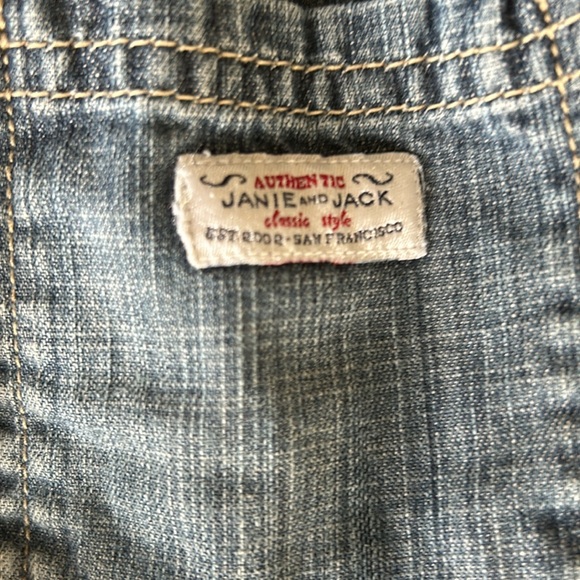 AUTHENTIC
JANIE AND JACK
classic style
EST. 2002 • SAN FRANCISCO